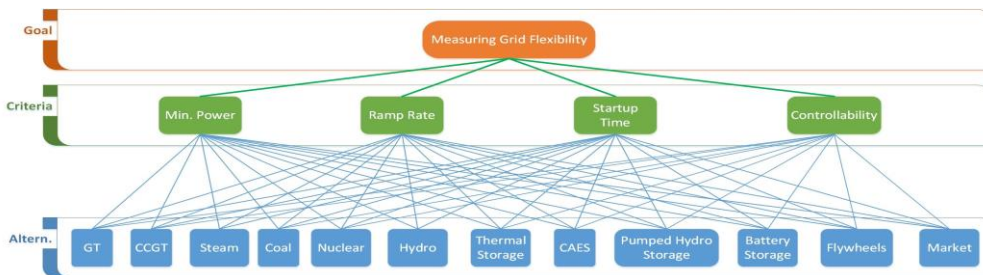 Goal
Measuring Grid Flexibility
Criteria
Min. Power
Ramp Rate
Startup
Time
Controllability
Altern.
GT
CCGT
Steam
Coal
Nuclear
Hydro
Thermal
Storage
CAES
Pumped Hydro
Storage
Battery
Storage
Flywheels
Market